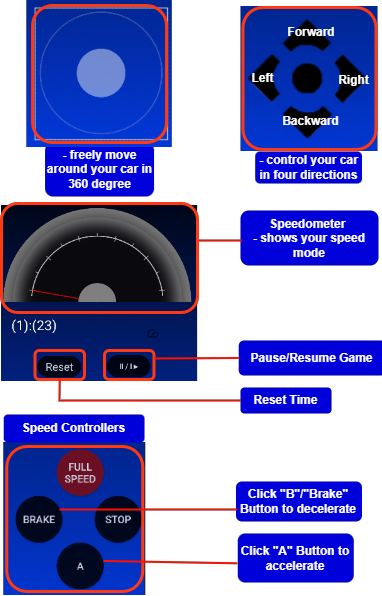 Forward
Left
Right
Backward
- freely move
around your car in
360 degree
- control your car
in four directions
Speedometer
- shows your speed
mode
(1):(23)
Reset
II/I▶
Pause/Resume Game
Reset Time
Speed Controllers
FULL
SPEED
BRAKE
STOP
A
Click "B"/"Brake"
Button to decelerate
Click "A" Button to
accelerate